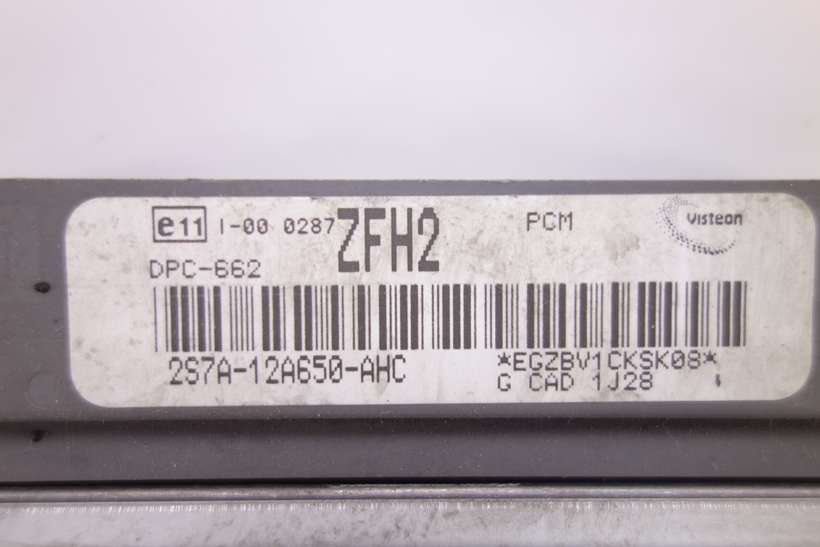 e11 I-00 0287 ZFH2 PCM Visteon
DPC-662
2S7A-12A650-AHC *EGZBV1CKSK08*
G CAD 1J28